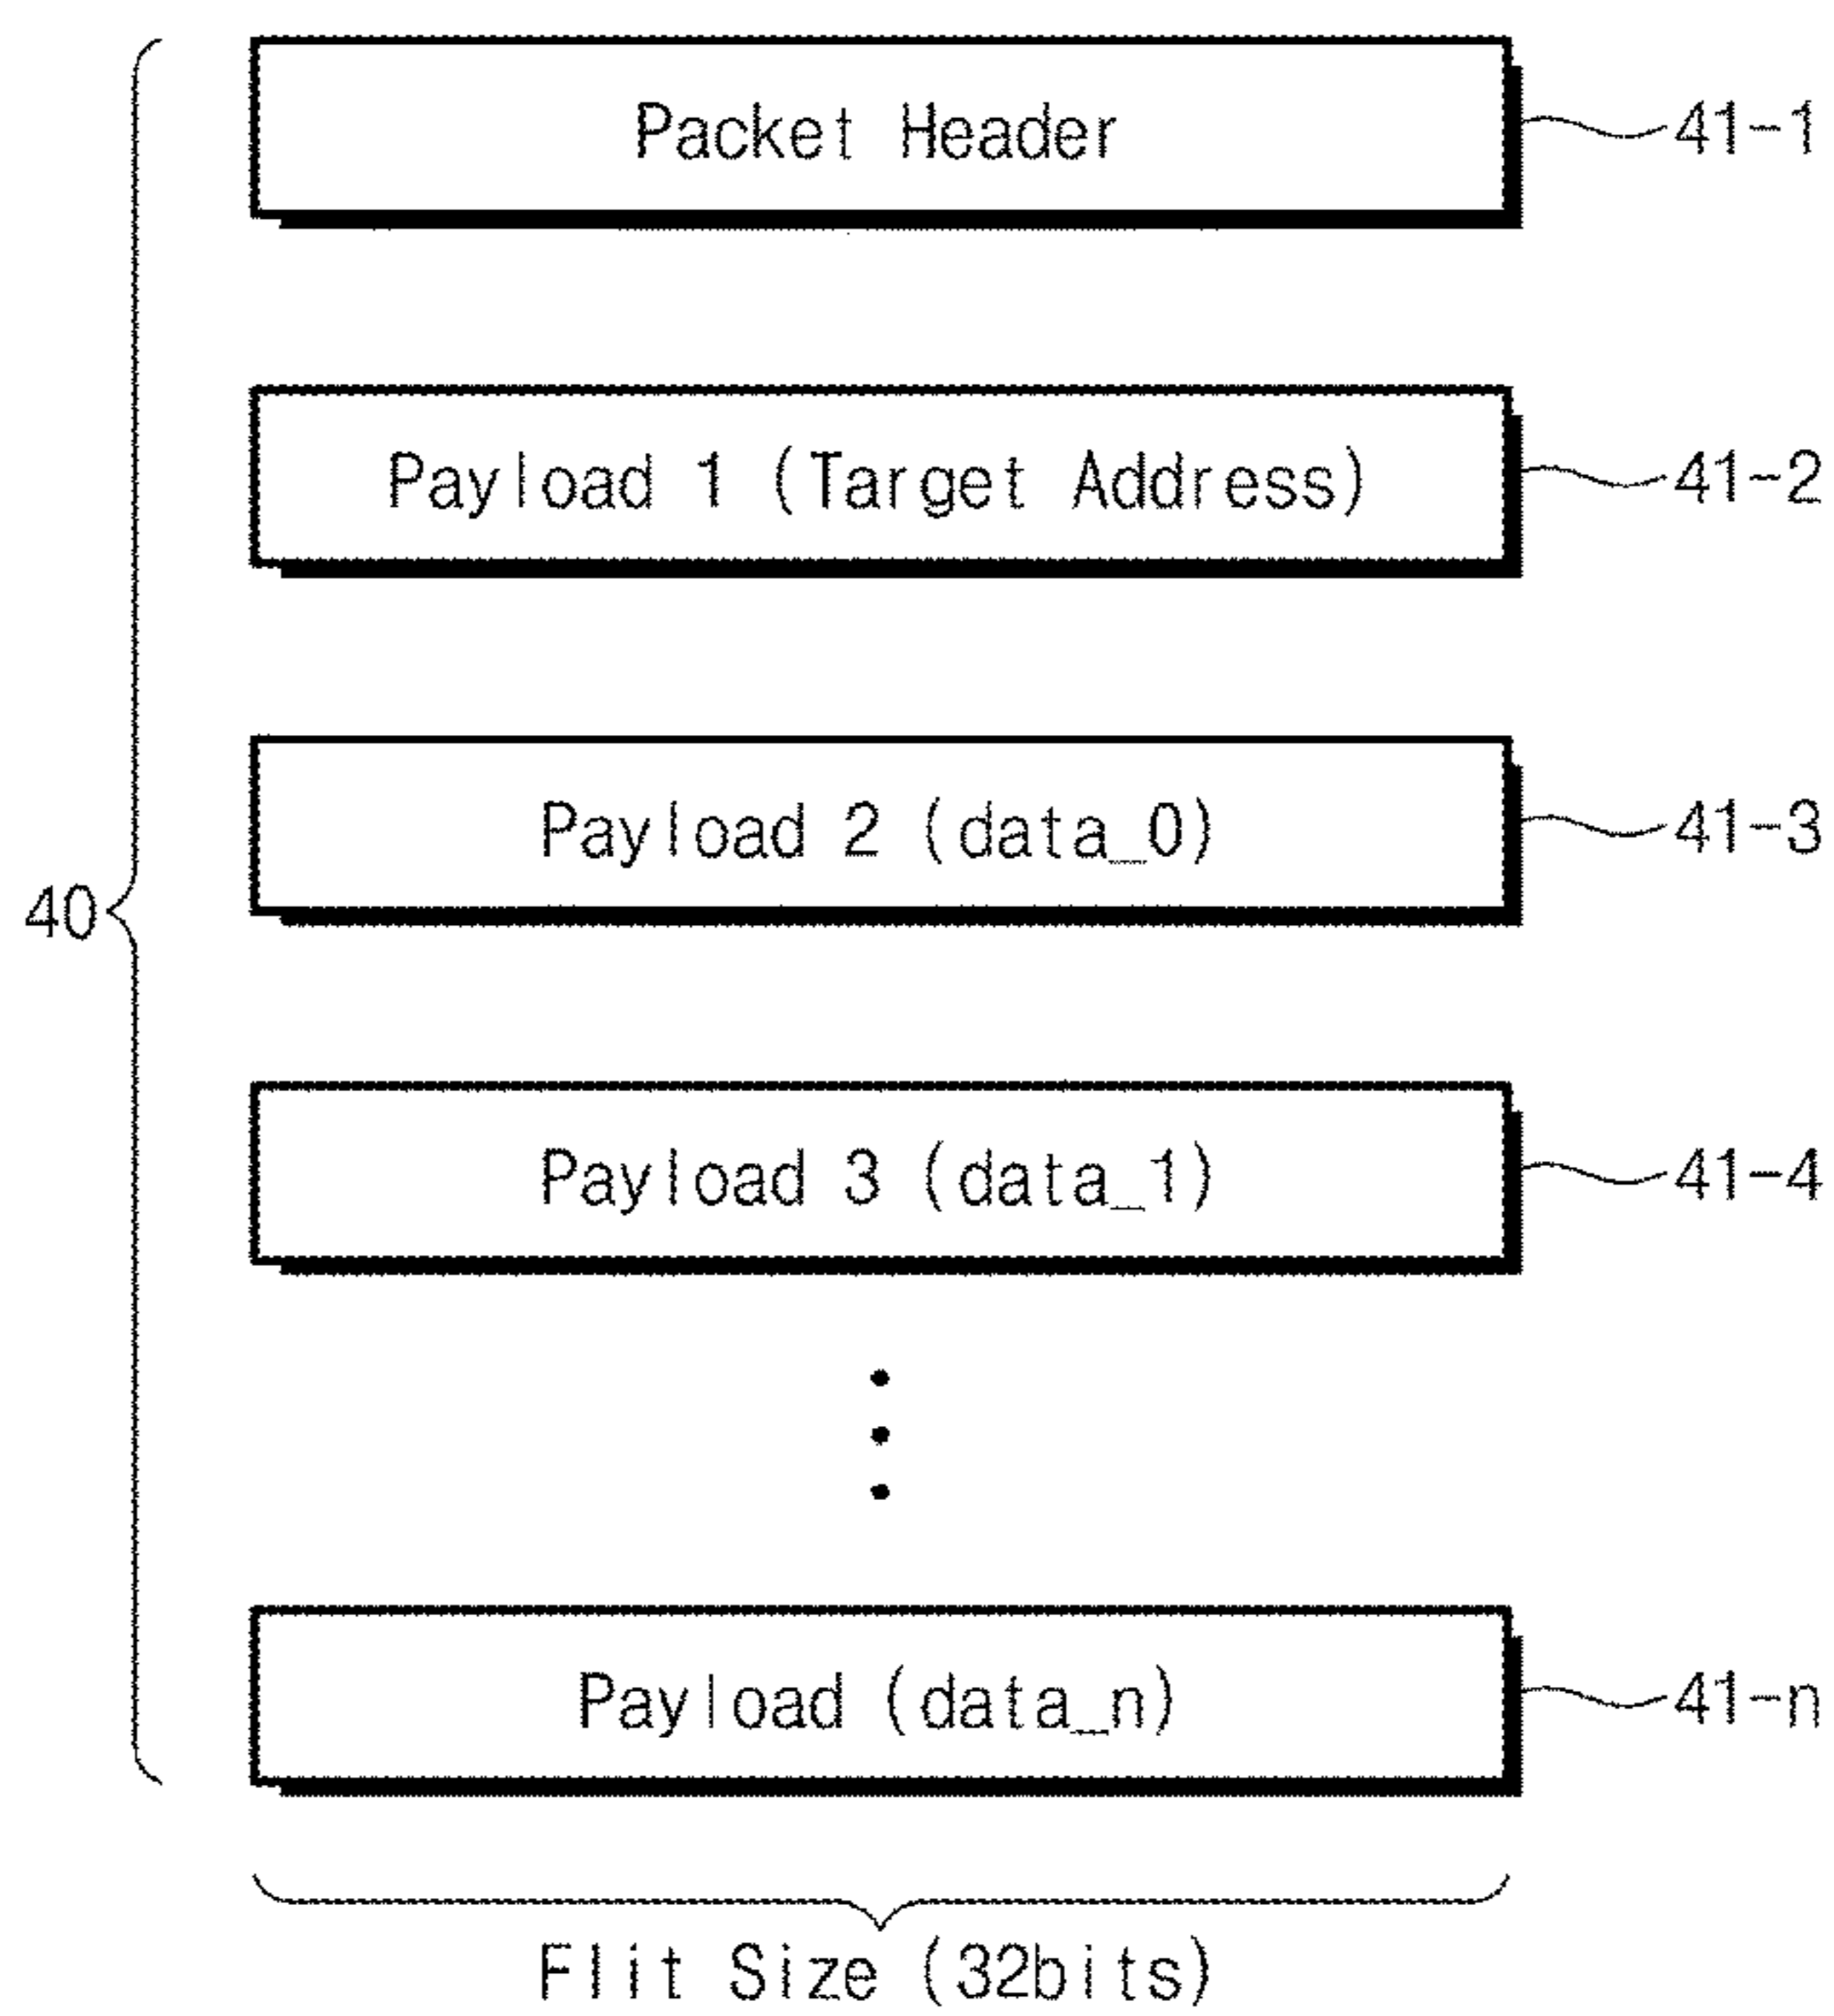 Packet Header
41-1
Payload 1 (Target Address)
41-2
Payload 2 (data_0)
41-3
40
Payload 3 (data_1)
41-4
Payload (data_n)
41-n
Flit Size (32bits)